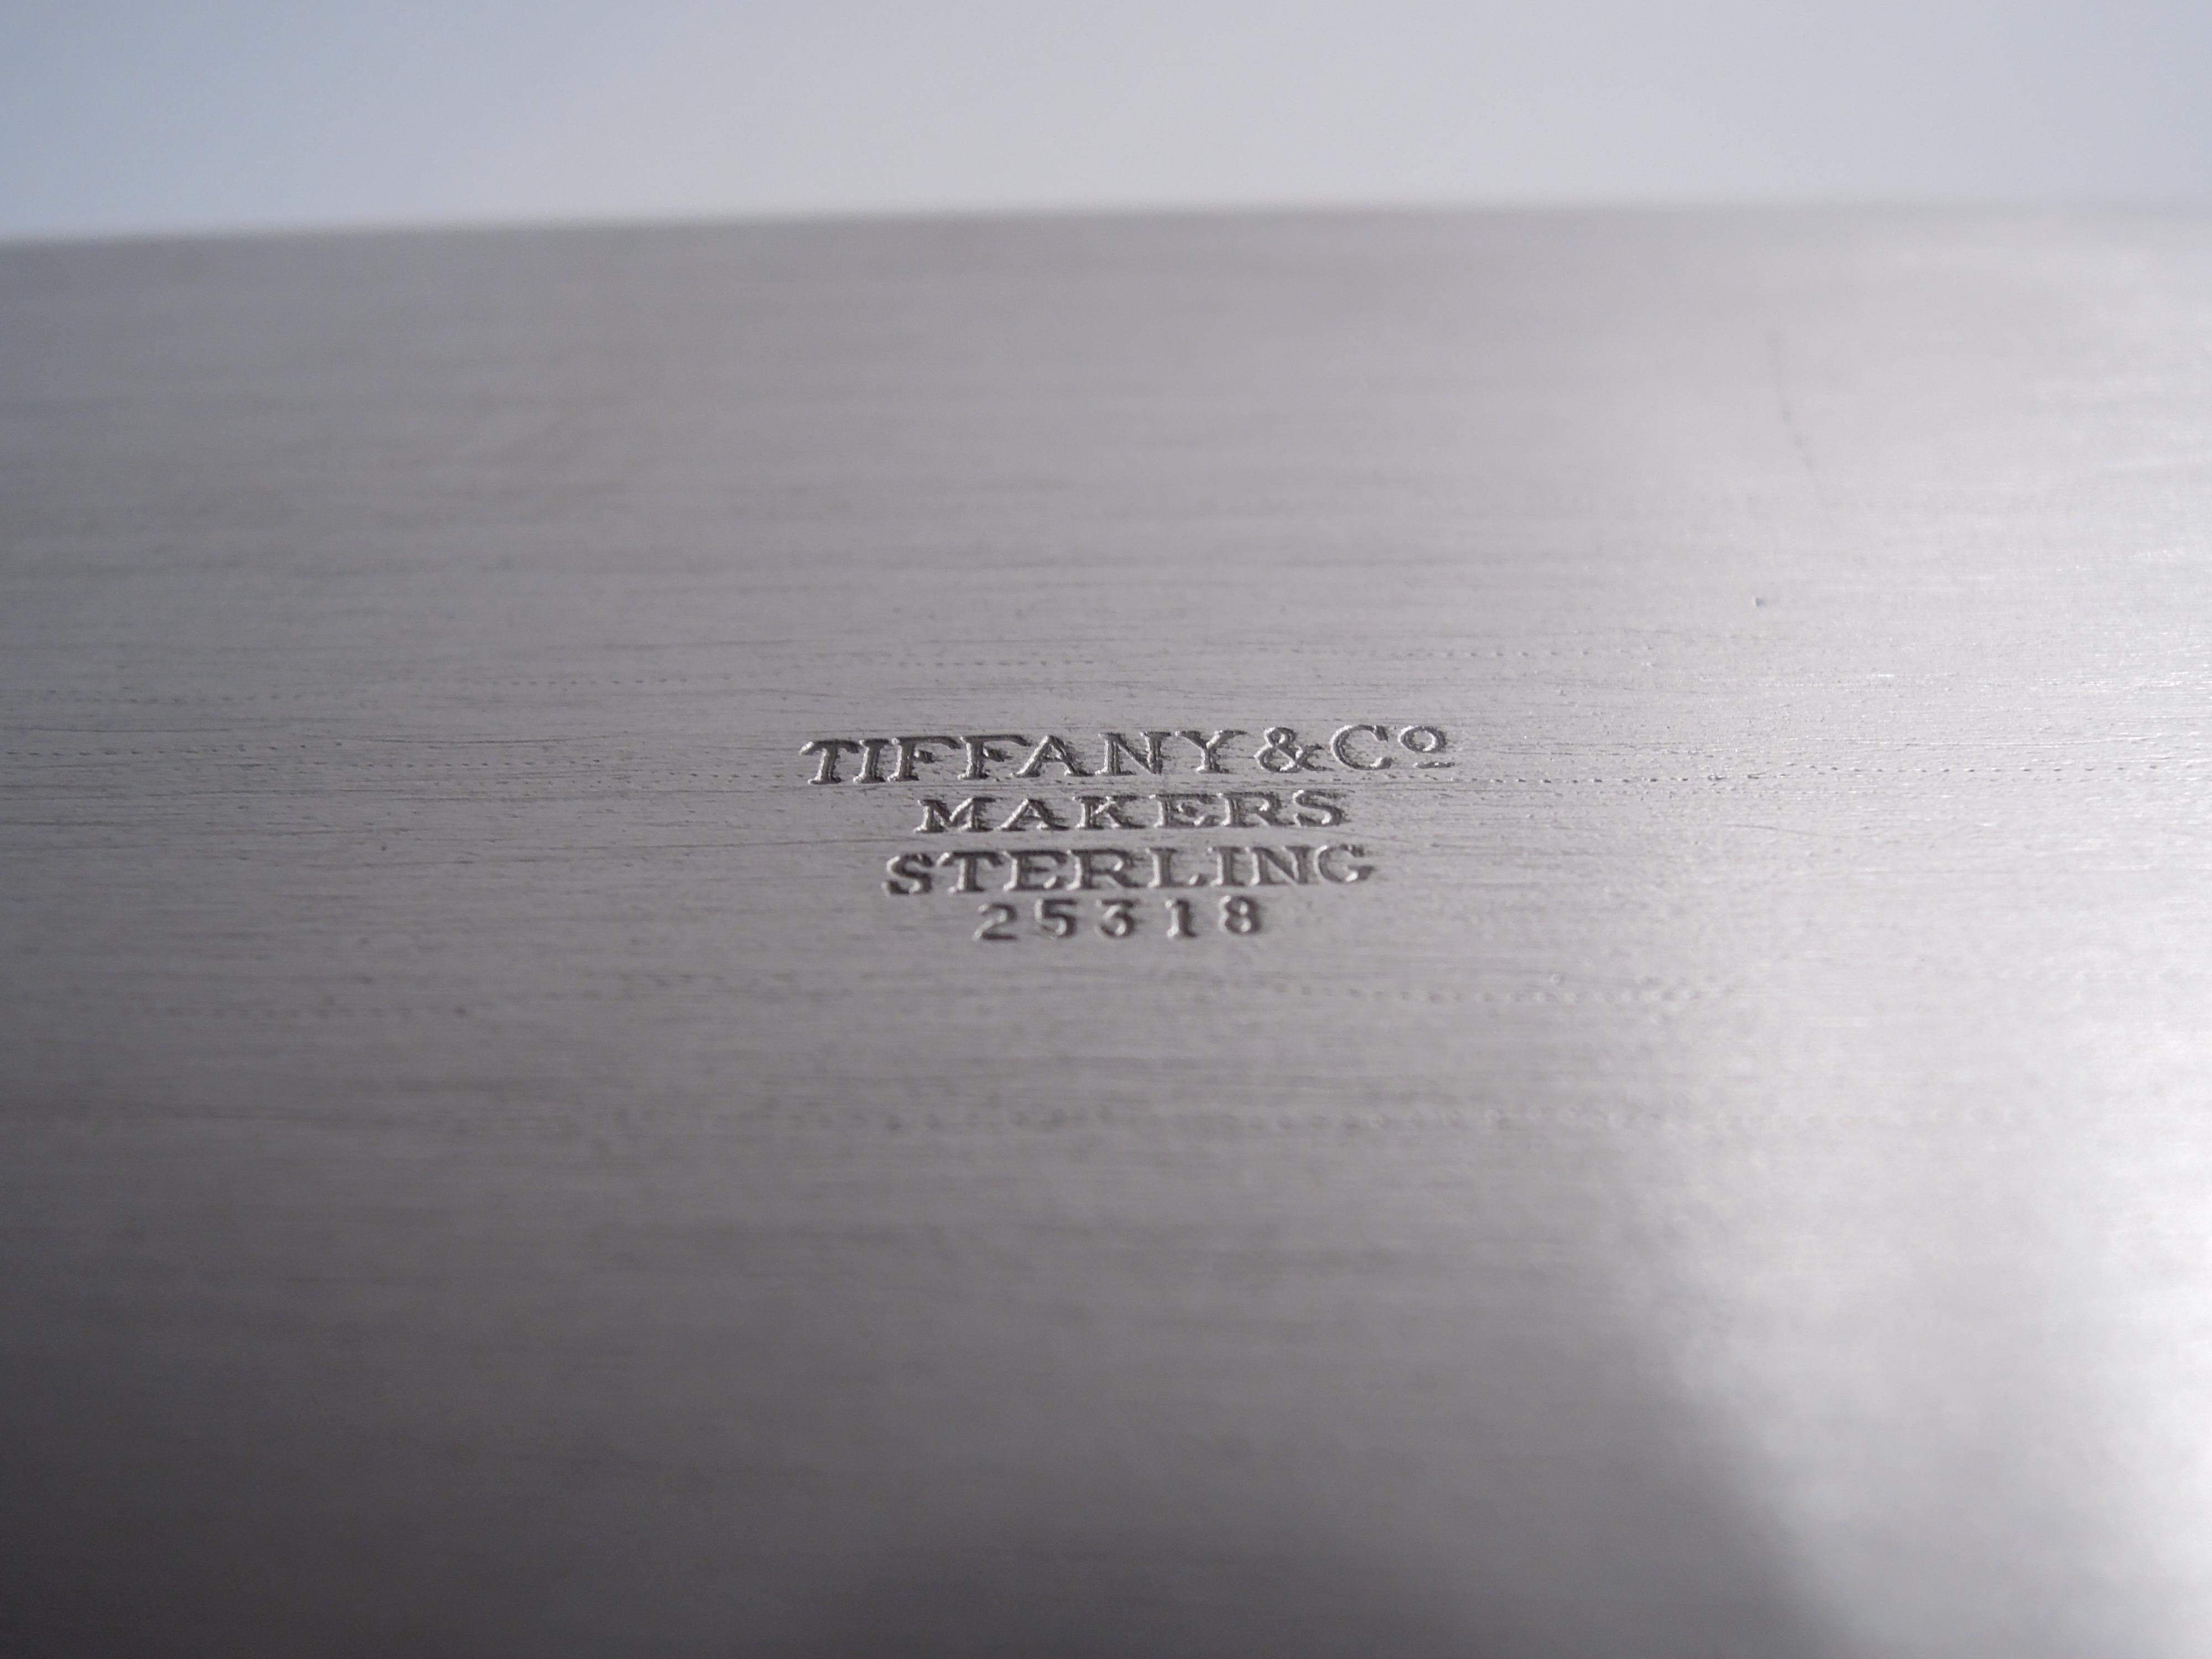 TIFFANY & Cº
MAKERS
STERLING
25318